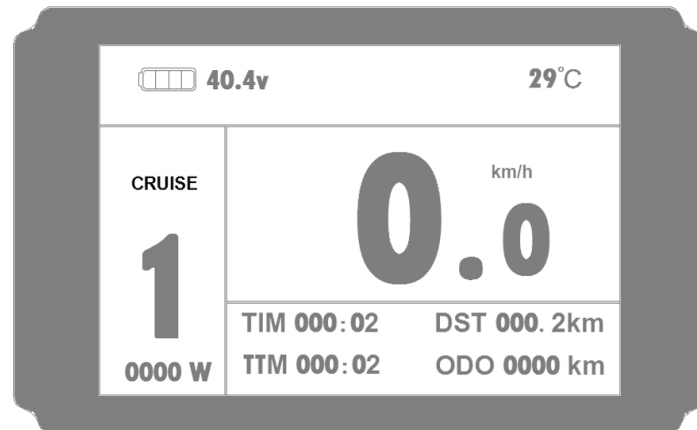 40.4v 29°C
CRUISE
km/h
0.0
1
TIM 000:02 DST 000. 2km
0000 W
TTM 000:02 ODO 0000 km